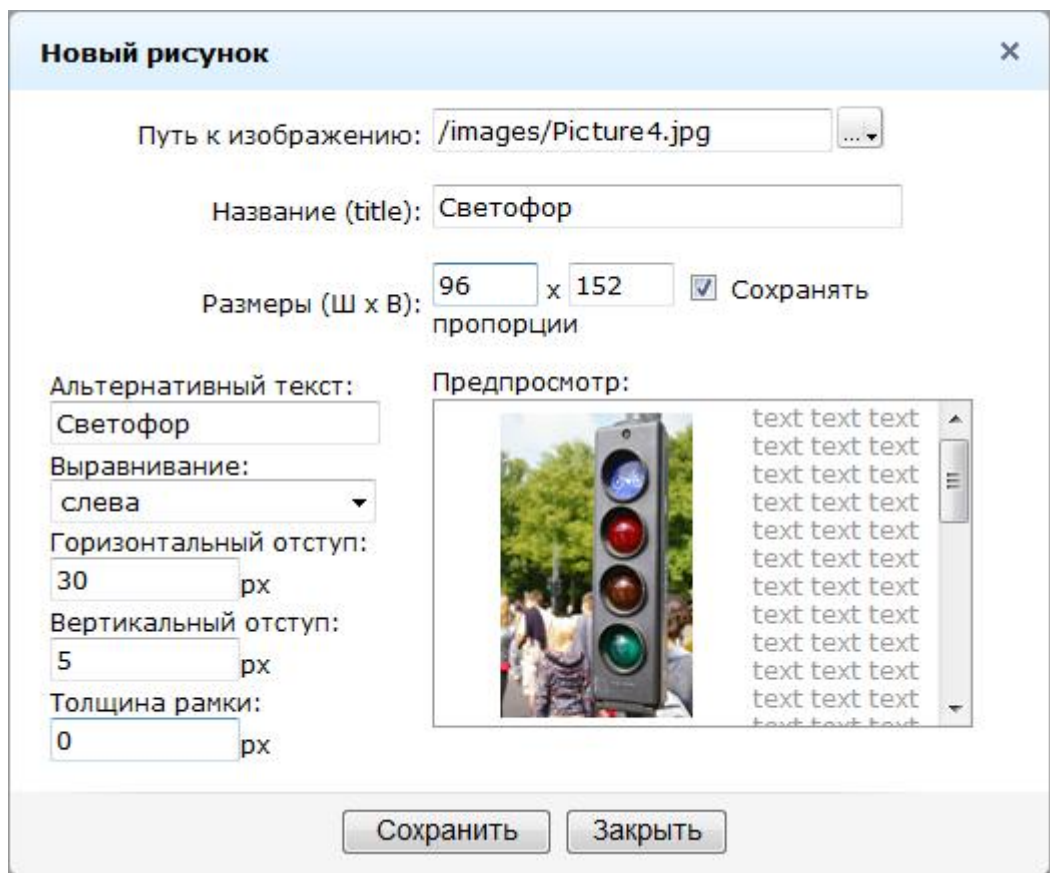 Новый рисунок ×
Путь к изображению: /images/Picture4.jpg ...
Название (title): Светофор
Размеры (Ш x В): 96 x 152 Сохранять
пропорции
Альтернативный текст:
Светофор
Выравнивание:
слева
Горизонтальный отступ:
30 px
Вертикальный отступ:
5 px
Толщина рамки:
0 px
Предпросмотр:
text text text
text text text
text text text
text text text
text text text
text text text
text text text
text text text
text text text
text text text
text text text
text text text
Сохранить Закрыть